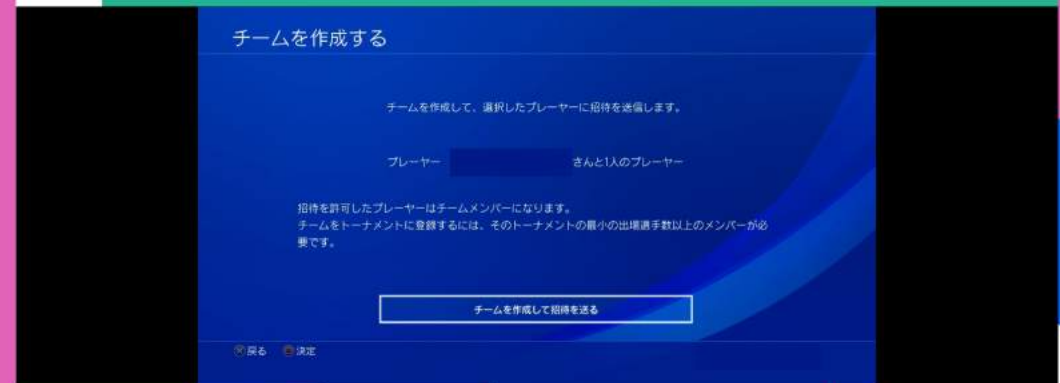 チームを作成する
チームを作成して、選択したプレーヤーに招待を送信します。
プレーヤー さんと1人のプレーヤー
招待を許可したプレーヤーはチームメンバーになります。
チームをトーナメントに登録するには、そのトーナメントの最小の出場選手数以上のメンバーが必
要です。
チームを作成して招待を送る
戻る 決定